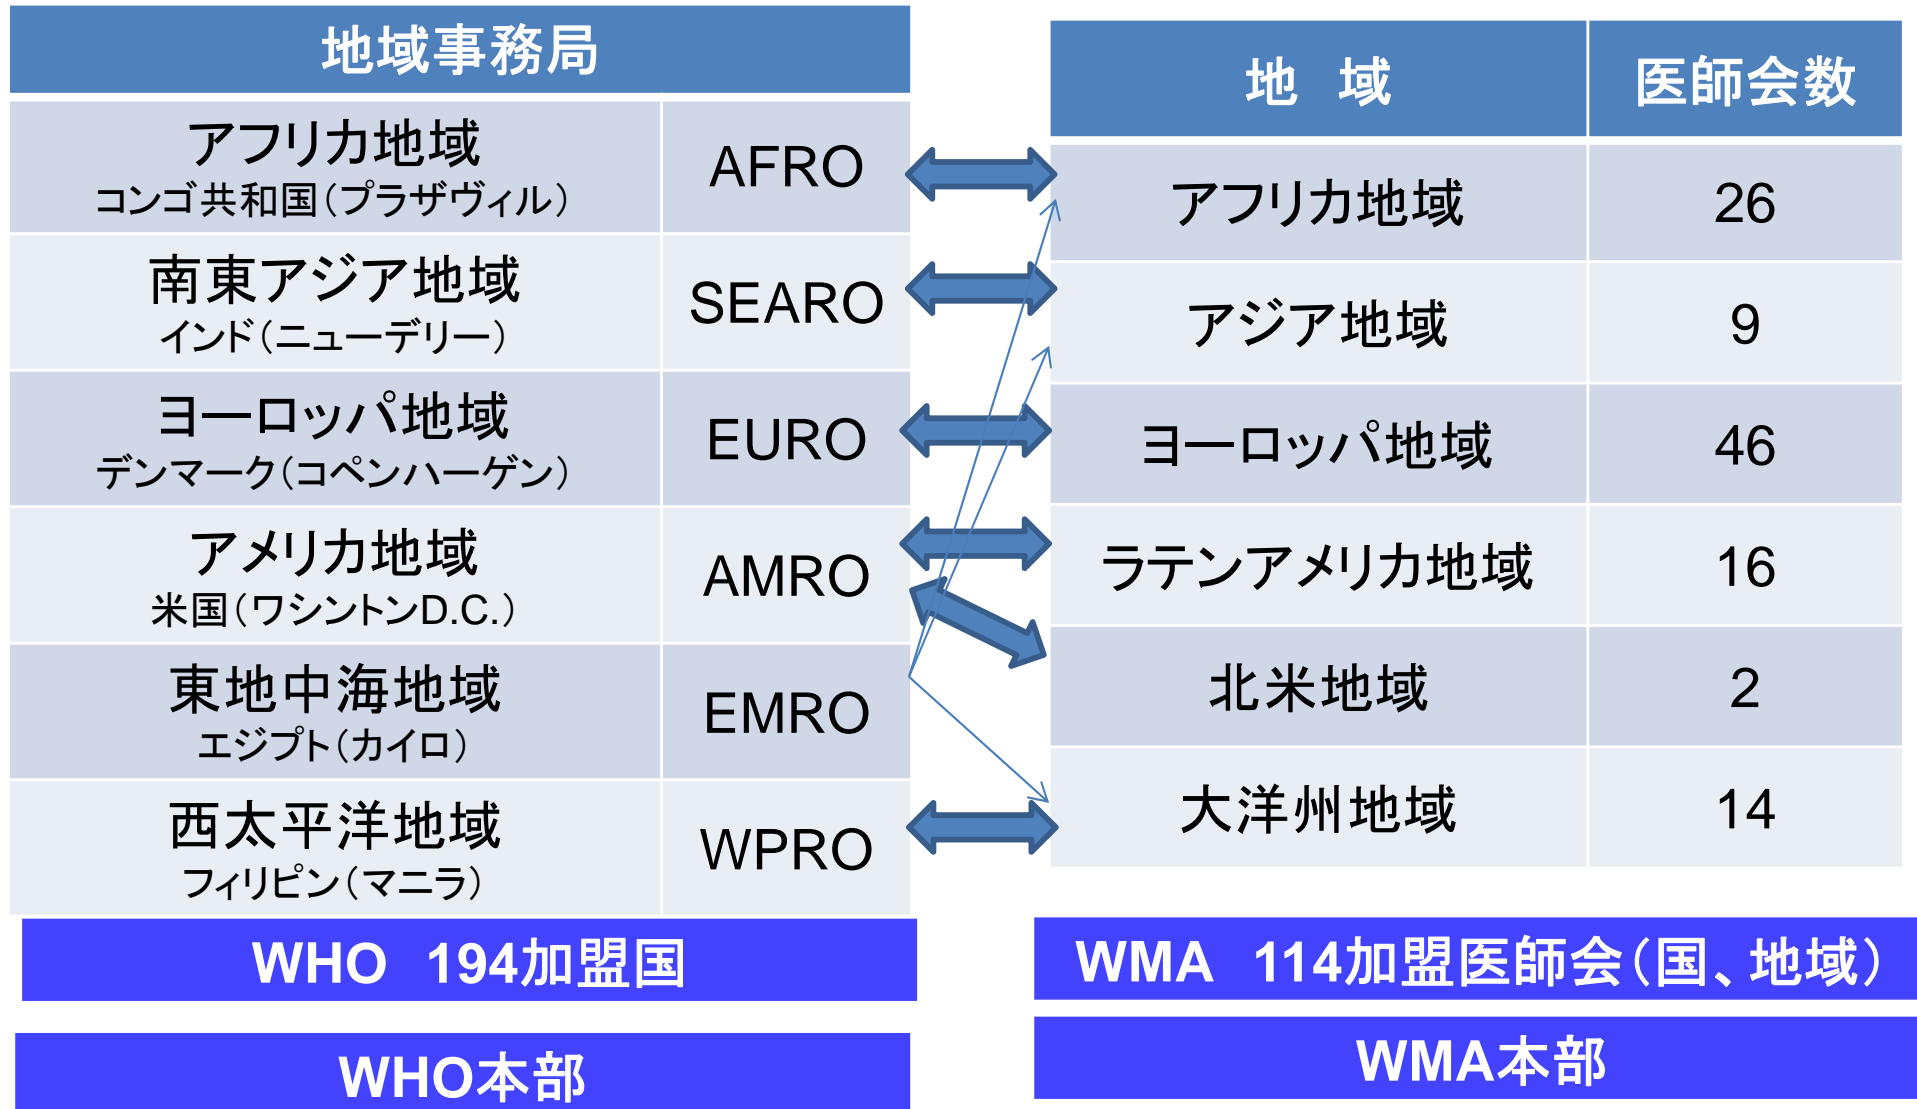 地域事務局
アフリカ地域
コンゴ共和国（ブラザヴィル）
AFRO
南東アジア地域
インド（ニューデリー）
SEARO
ヨーロッパ地域
デンマーク（コペンハーゲン）
EURO
アメリカ地域
米国（ワシントンD.C.）
AMRO
東地中海地域
エジプト（カイロ）
EMRO
西太平洋地域
フィリピン（マニラ）
WPRO
WHO　194加盟国
WHO本部
地　域　医師会数
アフリカ地域　26
アジア地域　9
ヨーロッパ地域　46
ラテンアメリカ地域　16
北米地域　2
大洋州地域　14
WMA　114加盟医師会（国、地域）
WMA本部